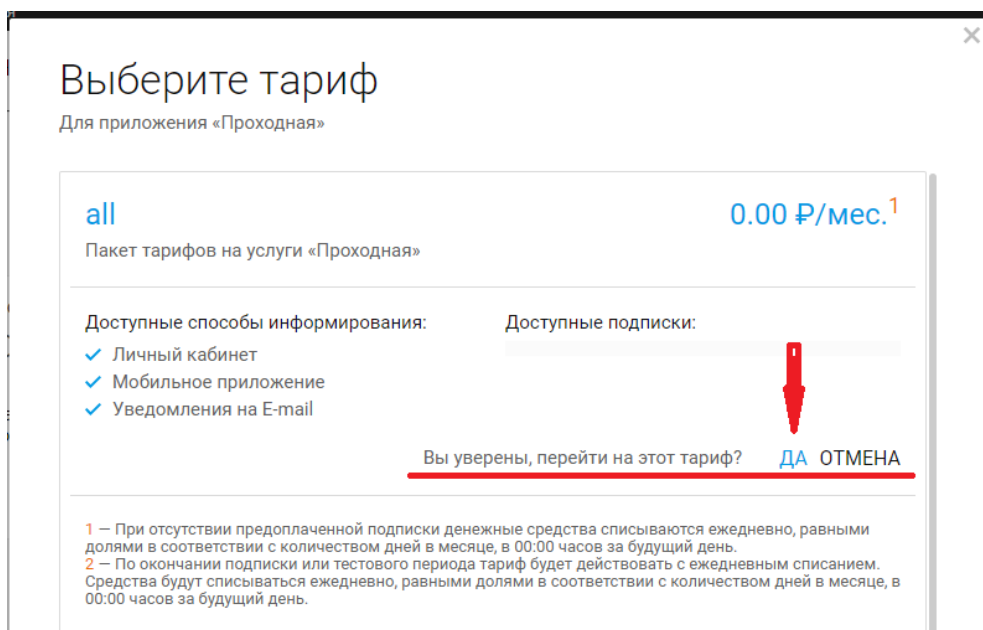 Выберите тариф
Для приложения «Проходная»
all
0.00 ₽/мес.1
Пакет тарифов на услуги «Проходная»
Доступные способы информирования:
Доступные подписки:
Личный кабинет
Мобильное приложение
Уведомления на E-mail
Вы уверены, перейти на этот тариф? ДА ОТМЕНА
1 — При отсутствии предоплаченной подписки денежные средства списываются ежедневно, равными
долями в соответствии с количеством дней в месяце, в 00:00 часов за будущий день.
2 — По окончании подписки или тестового периода тариф будет действовать с ежедневным списанием.
Средства будут списываться ежедневно, равными долями в соответствии с количеством дней в месяце, в
00:00 часов за будущий день.